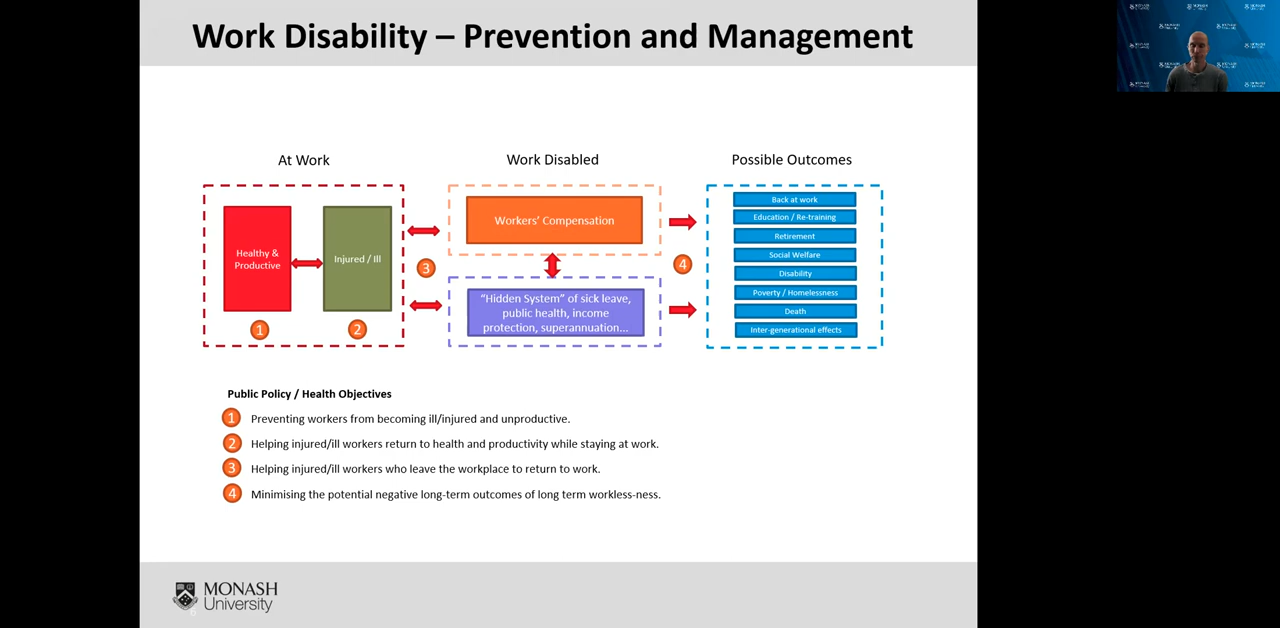 Work Disability – Prevention and Management
At Work
Work Disabled
Possible Outcomes
Healthy &
Productive
Injured / Ill
1
2
3
Workers’ Compensation
“Hidden System” of sick leave,
public health, income
protection, superannuation...
4
Back at work
Education / Re-training
Retirement
Social Welfare
Disability
Poverty / Homelessness
Death
Inter-generational effects
Public Policy / Health Objectives
1 Preventing workers from becoming ill/injured and unproductive.
2 Helping injured/ill workers return to health and productivity while staying at work.
3 Helping injured/ill workers who leave the workplace to return to work.
4 Minimising the potential negative long-term outcomes of long term workless-ness.
MONASH
University